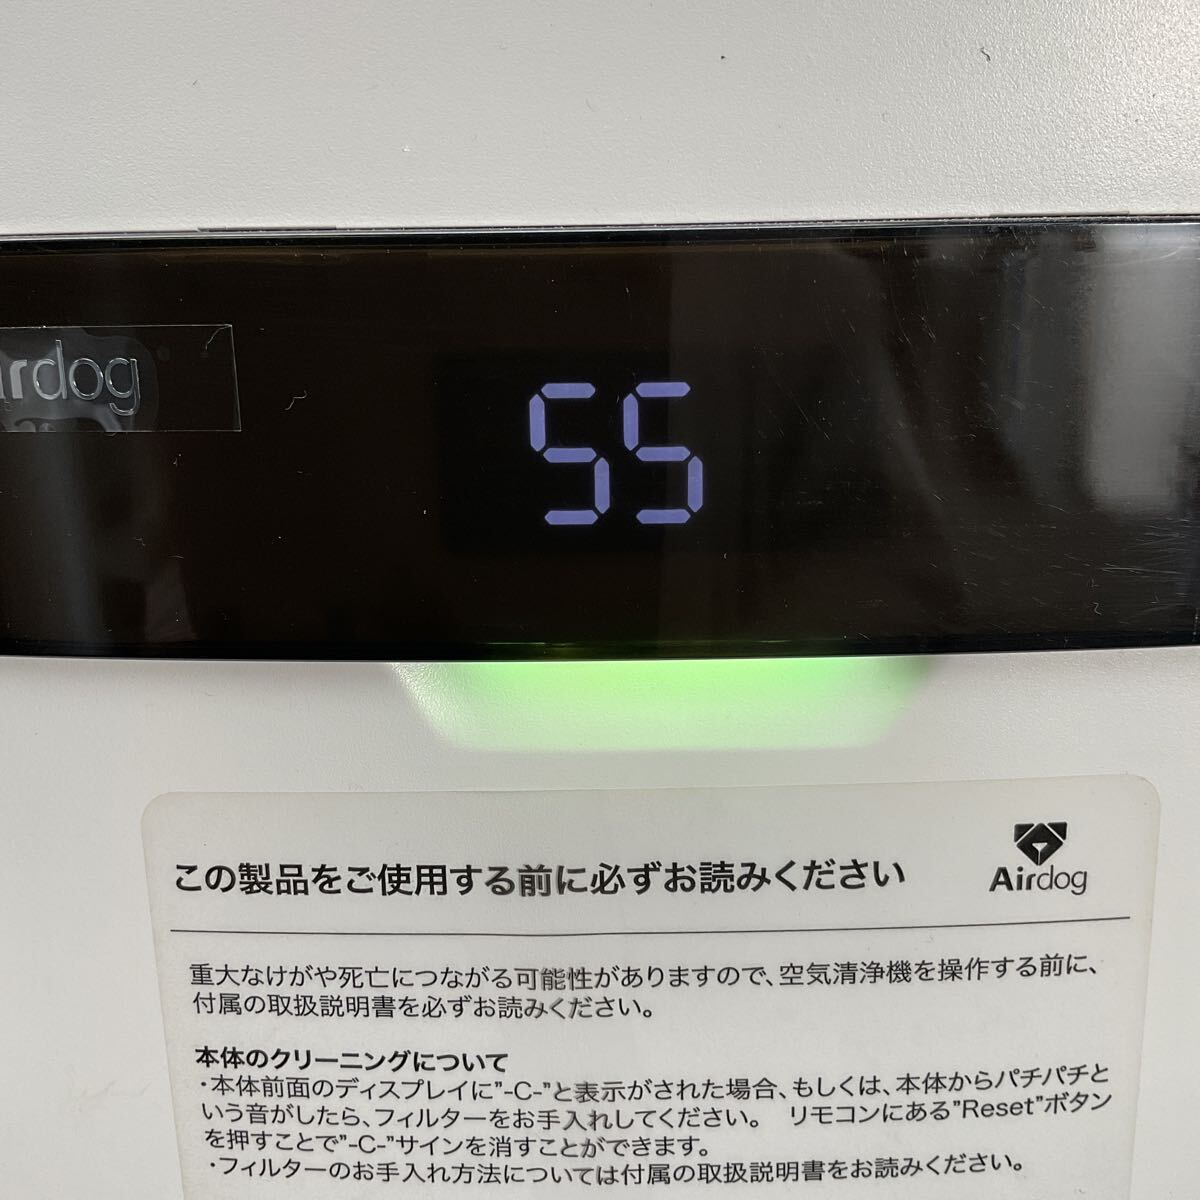 irdog
55
この製品をご使用する前に必ずお読みください
Airdog
重大なけがや死亡につながる可能性がありますので、空気清浄機を操作する前に、
付属の取扱説明書を必ずお読みください。
本体のクリーニングについて
・本体前面のディスプレイに"-C-"と表示がされた場合、もしくは、本体からパチパチと
いう音がしたら、フィルターをお手入れしてください。 リモコンにある"Reset"ボタン
を押すことで"-C-"サインを消すことができます。
・フィルターのお手入れ方法については付属の取扱説明書をお読みください。